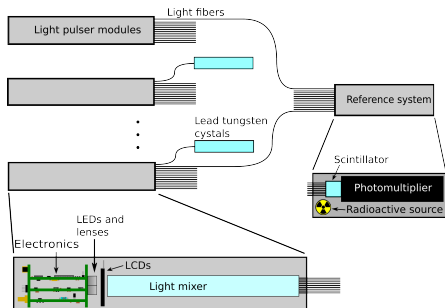 Light fibers
Light pulser modules
Reference system
Lead tungsten
cystals
Scintillator
Photomultiplier
Radioactive source
LEDs and
lenses
Electronics
LCDs
Light mixer